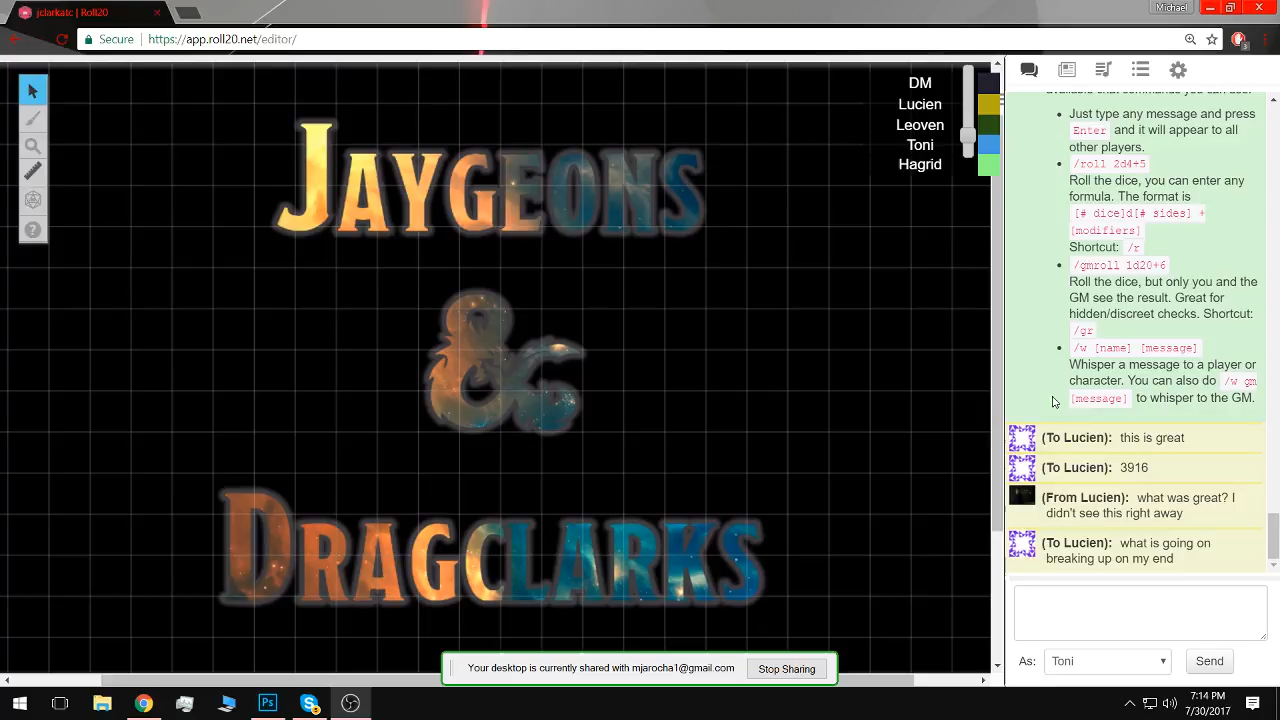 jclarkatc | Roll20
Michael
Secure
https://app.roll20.net/editor/
DM
Lucien
Leoven
Toni
Hagrid
JAYGEONS
&
DRAGCLARKS
available chat commands you can use:
Just type any message and press
Enter and it will appear to all
other players.
/roll 2d4+5
Roll the dice, you can enter any
formula. The format is
[# dice]d[# sides] +
[modifiers]
Shortcut: /r
/gmroll 1d20+6
Roll the dice, but only you and the
GM see the result. Great for
hidden/discreet checks. Shortcut:
/gr
/w [name] [message]
Whisper a message to a player or
character. You can also do /w gm
[message] to whisper to the GM.
(To Lucien): this is great
(To Lucien): 3916
(From Lucien): what was great? I
didn't see this right away
(To Lucien): what is going on
breaking up on my end
As: Toni
Send
Your desktop is currently shared with mjarocha1@gmail.com
Stop Sharing
Ps
7:14 PM
7/30/2017